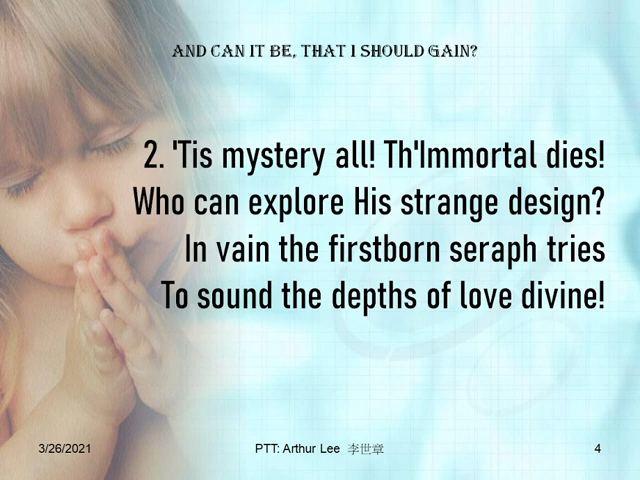 AND CAN IT BE, THAT I SHOULD GAIN?
2. 'Tis mystery all! Th'Immortal dies!
Who can explore His strange design?
In vain the firstborn seraph tries
To sound the depths of love divine!
3/26/2021 PTT: Arthur Lee 李世章 4